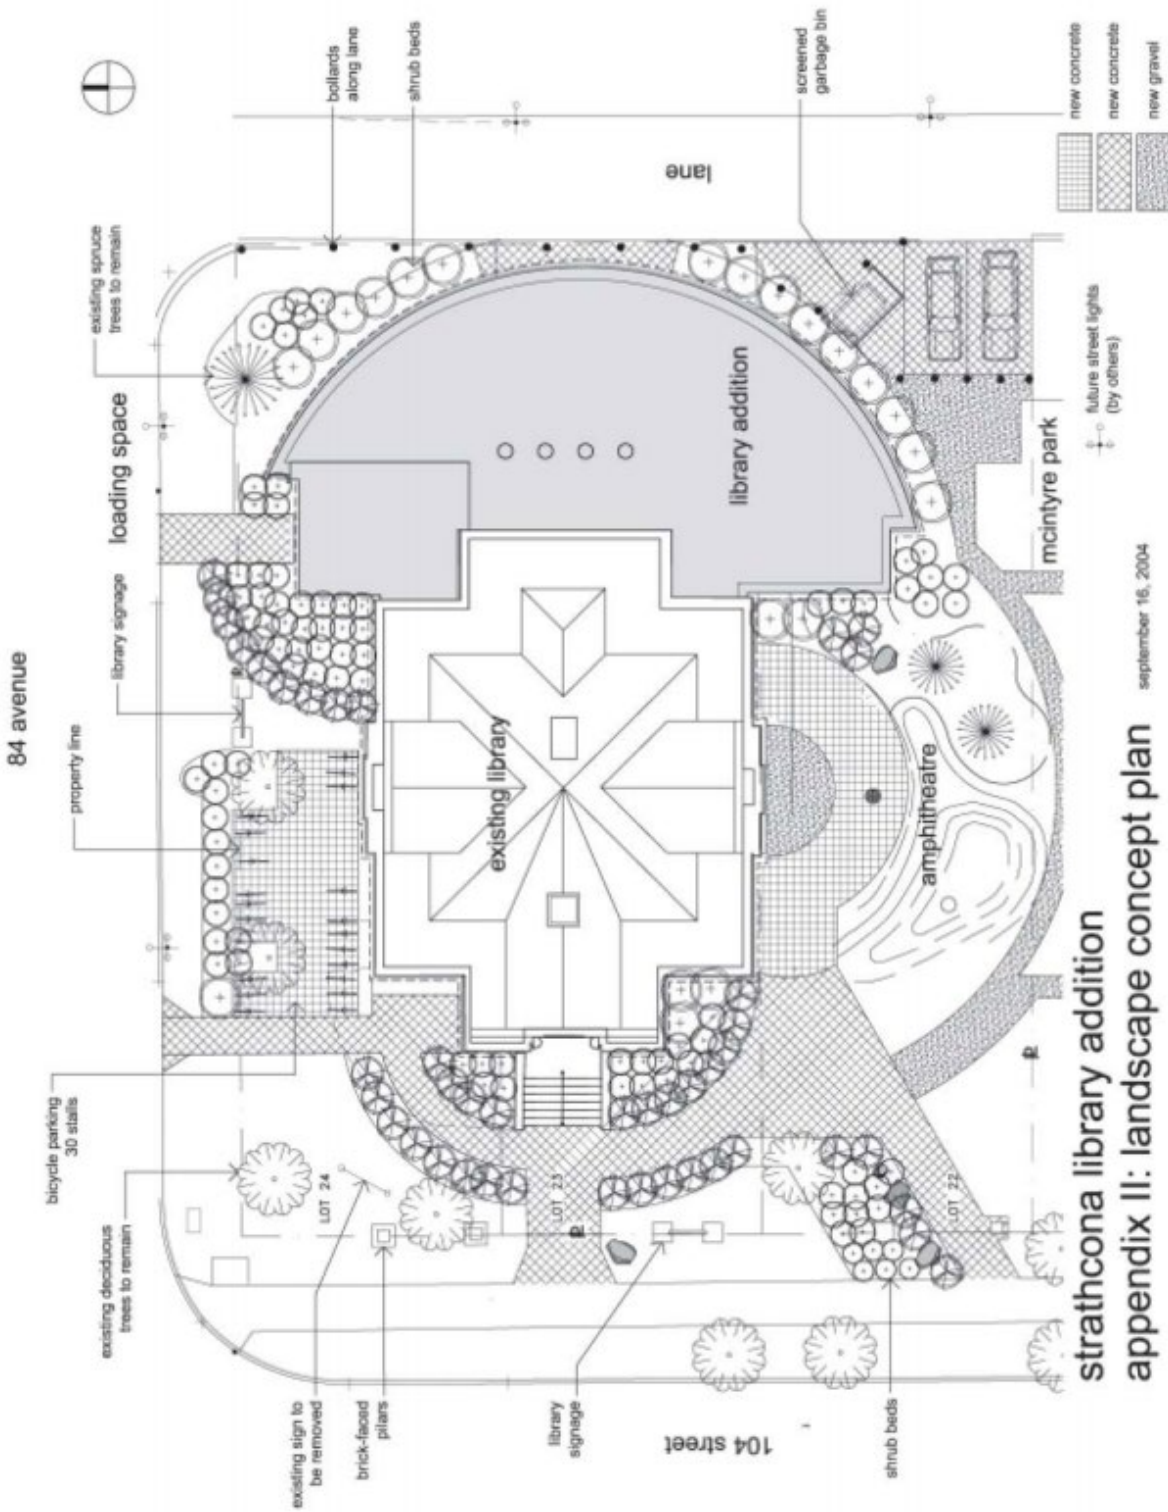 84 avenue
existing deciduous
trees to remain
bicycle parking
30 stalls
property line
library signage
loading space
existing spruce
trees to remain
bollards
along lane
shrub beds
existing sign to
be removed
brick-faced
pilars
LOT 24
existing library
library addition
lane
library
signage
LOT 23
104 street
shrub beds
LOT 22
amphitheatre
screened
garbage bin
mcintyre park
future street lights
(by others)
new concrete
new concrete
new gravel
strathcona library addition
appendix II: landscape concept plan
september 16, 2004